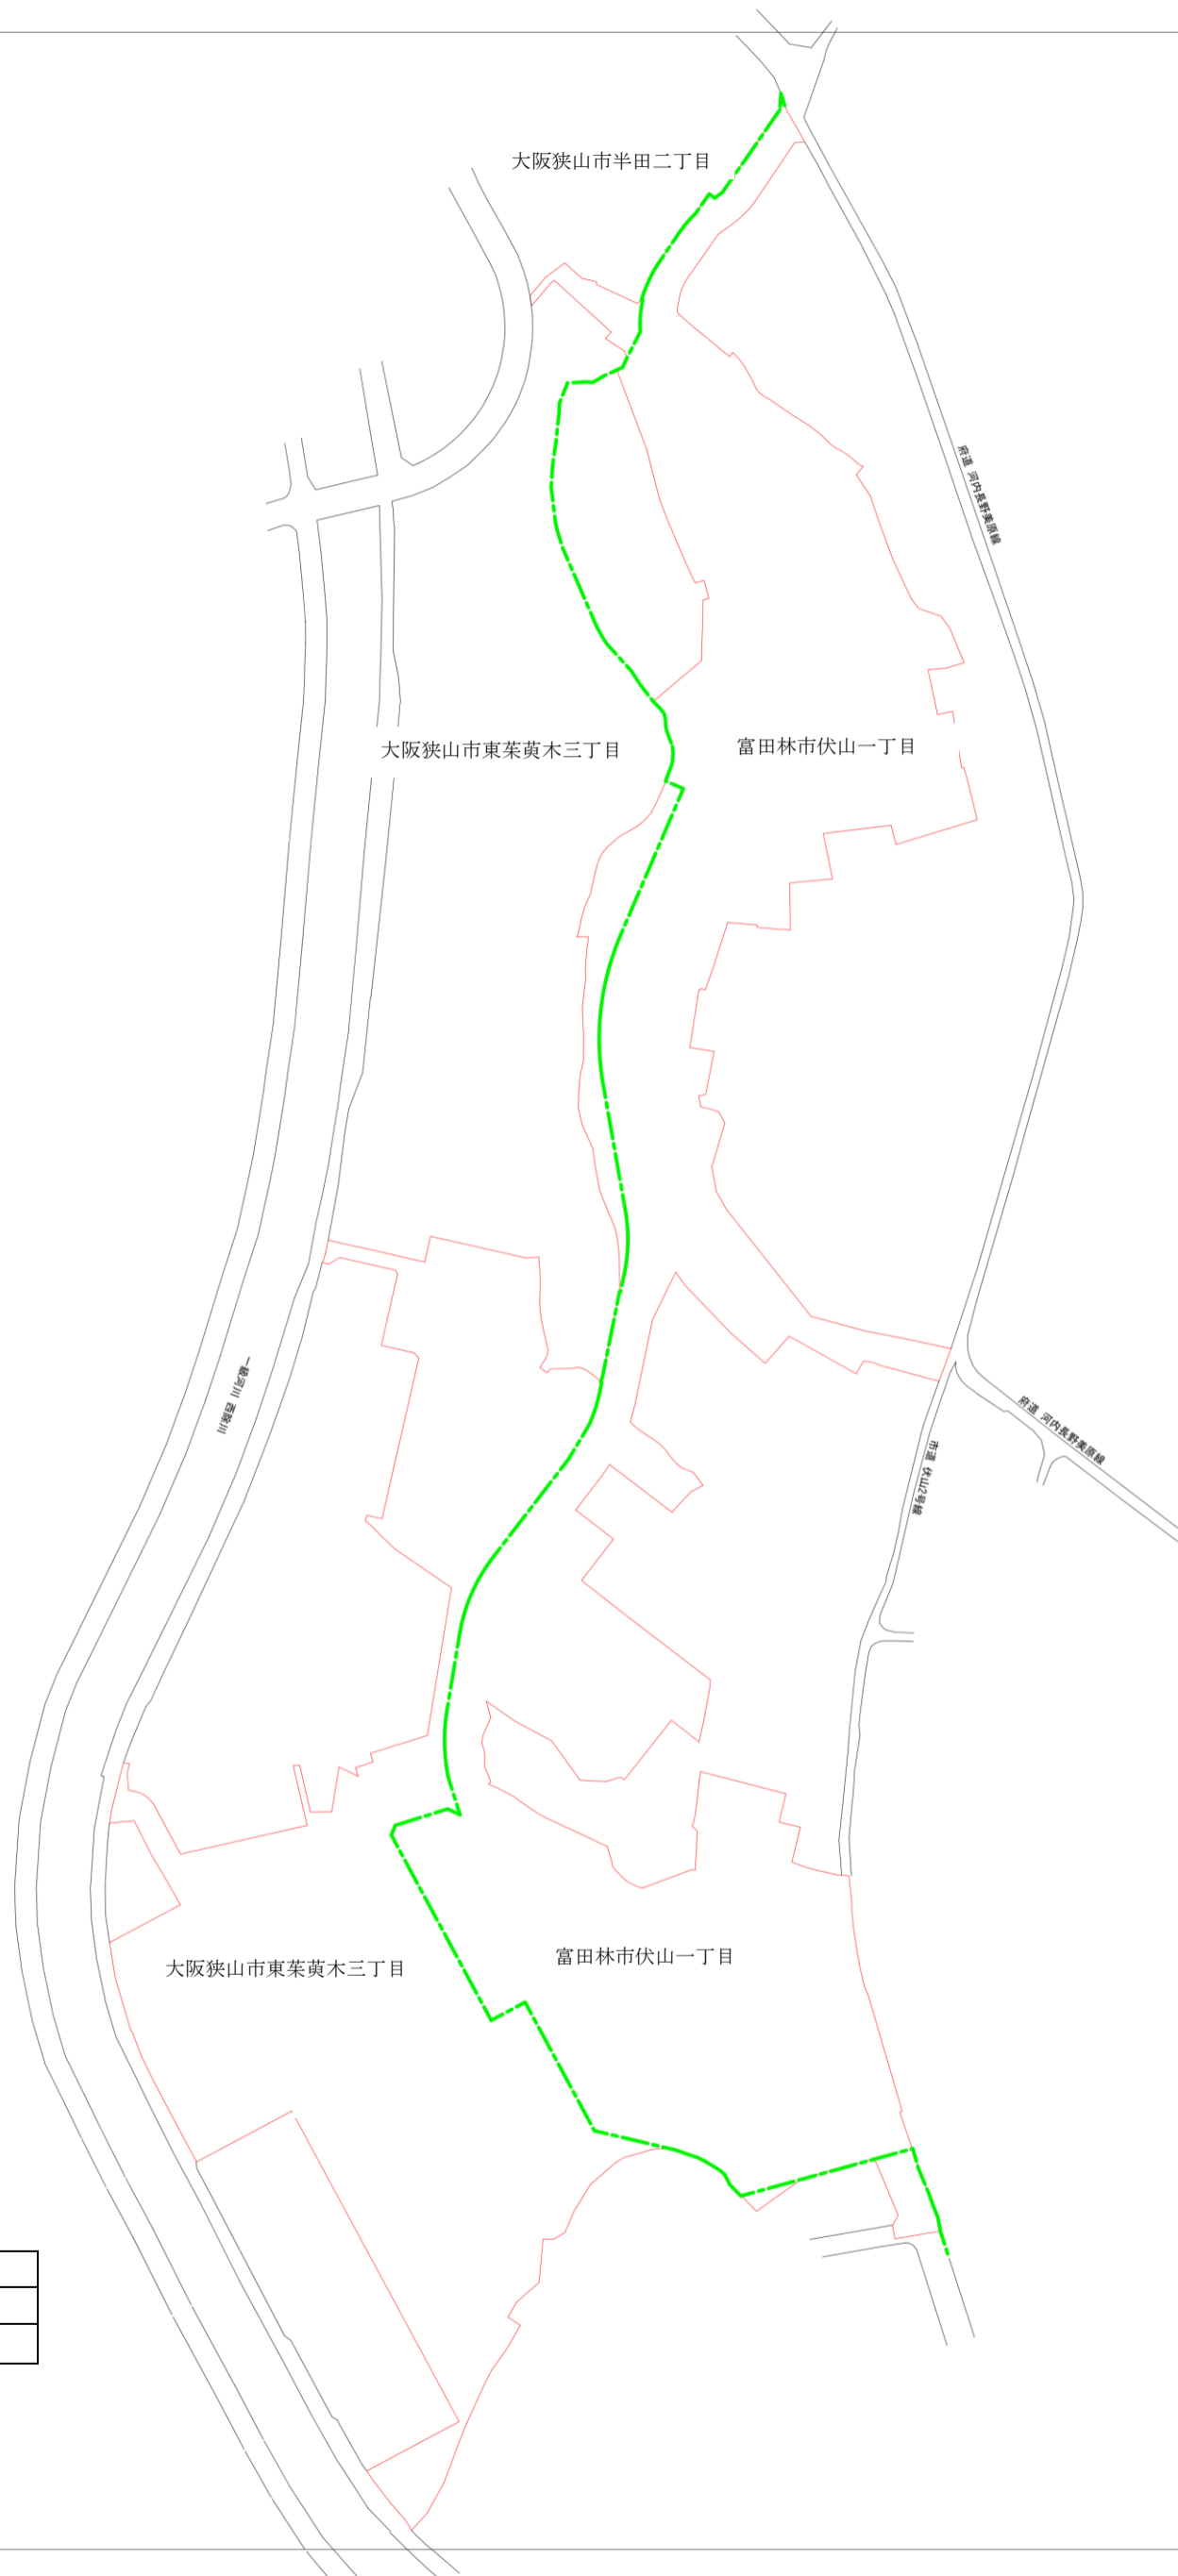 大阪狭山市半田二丁目
府道 河内長野美原線
大阪狭山市東茱萸木三丁目
富田林市伏山一丁目
一級河川 西除川
府道 河内長野美原線
市道 伏山2号線
大阪狭山市東茱萸木三丁目
富田林市伏山一丁目